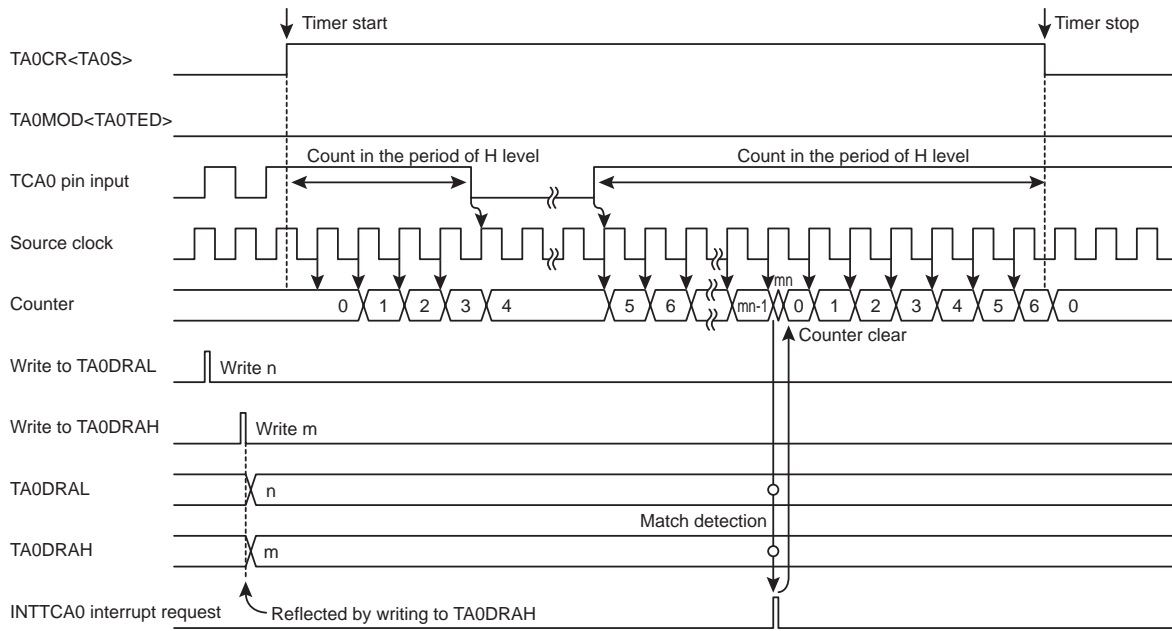 Timer start Timer stop
TA0CR<TA0S>
TA0MOD<TA0TED>
Count in the period of H level Count in the period of H level
TCA0 pin input
Source clock
mn
Counter 0 1 2 3 4 5 6 mn-1 0 1 2 3 4 5 6 0
Counter clear
Write to TA0DRAL Write n
Write to TA0DRAH Write m
TA0DRAL n
Match detection
TA0DRAH m
INTTCA0 interrupt request Reflected by writing to TA0DRAH